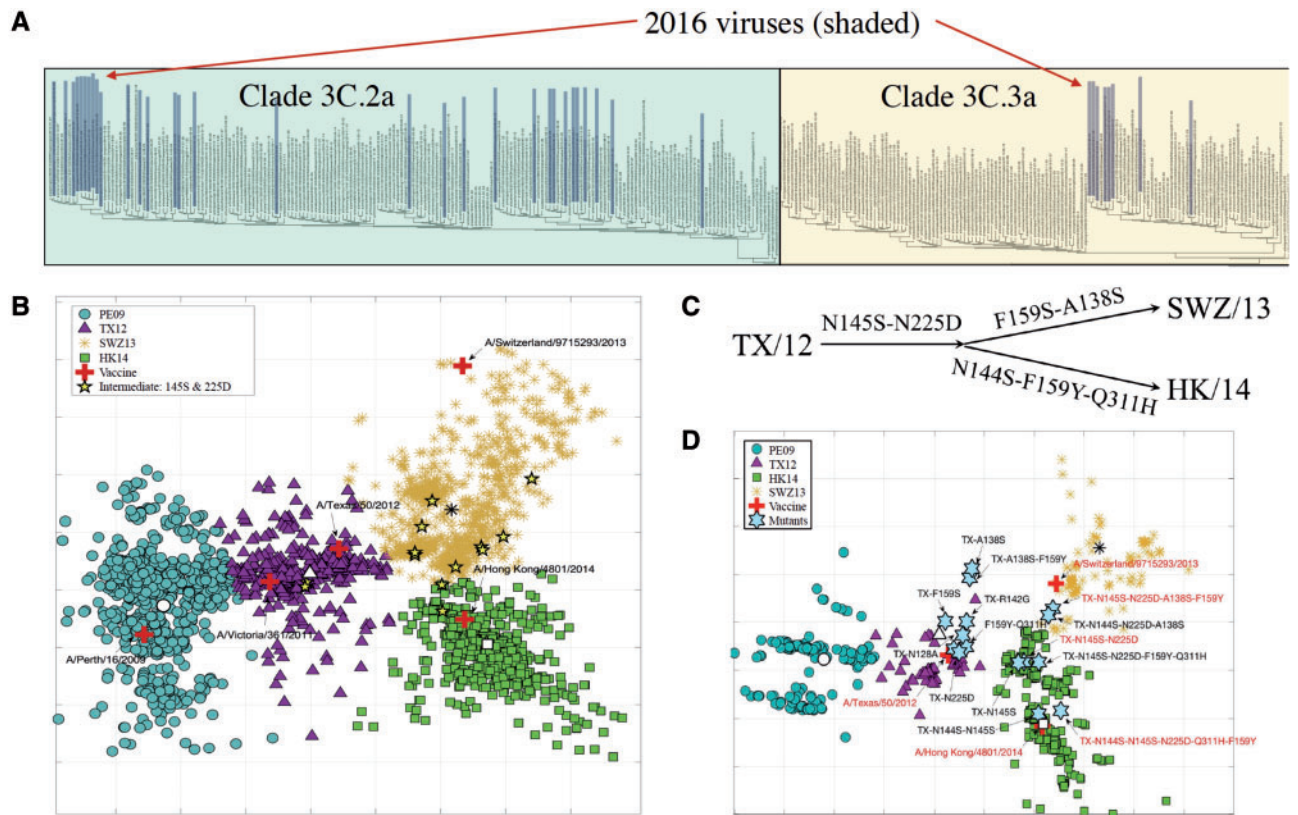 A
2016 viruses (shaded)
Clade 3C.2a
Clade 3C.3a
B
PE09
TX12
SWZ13
HK14
Vaccine
Intermediate: 145S & 225D
A/Switzerland/9715293/2013
A/Texas/50/2012
A/Hong Kong/4801/2014
A/Victoria/361/2011
A/Perth/16/2009
C
TX/12
N145S-N225D
F159S-A138S
SWZ/13
N144S-F159Y-Q311H
HK/14
D
PE09
TX12
HK14
SWZ13
Vaccine
Mutants
TX-A138S
TX-A138S-F159Y
A/Switzerland/9715293/2013
TX-F159S
TX-R142G
TX-N145S-N225D-A138S-F159Y
F159Y-Q311H
TX-N144S-N225D-A138S
TX-N145S-N225D
TX-N128A
TX-N145S-N225D-F159Y-Q311H
A/Texas/50/2012
TX-N225D
TX-N145S
TX-N144S-N145S
TX-N144S-N145S-N225D-Q311H-F159Y
A/Hong Kong/4801/2014